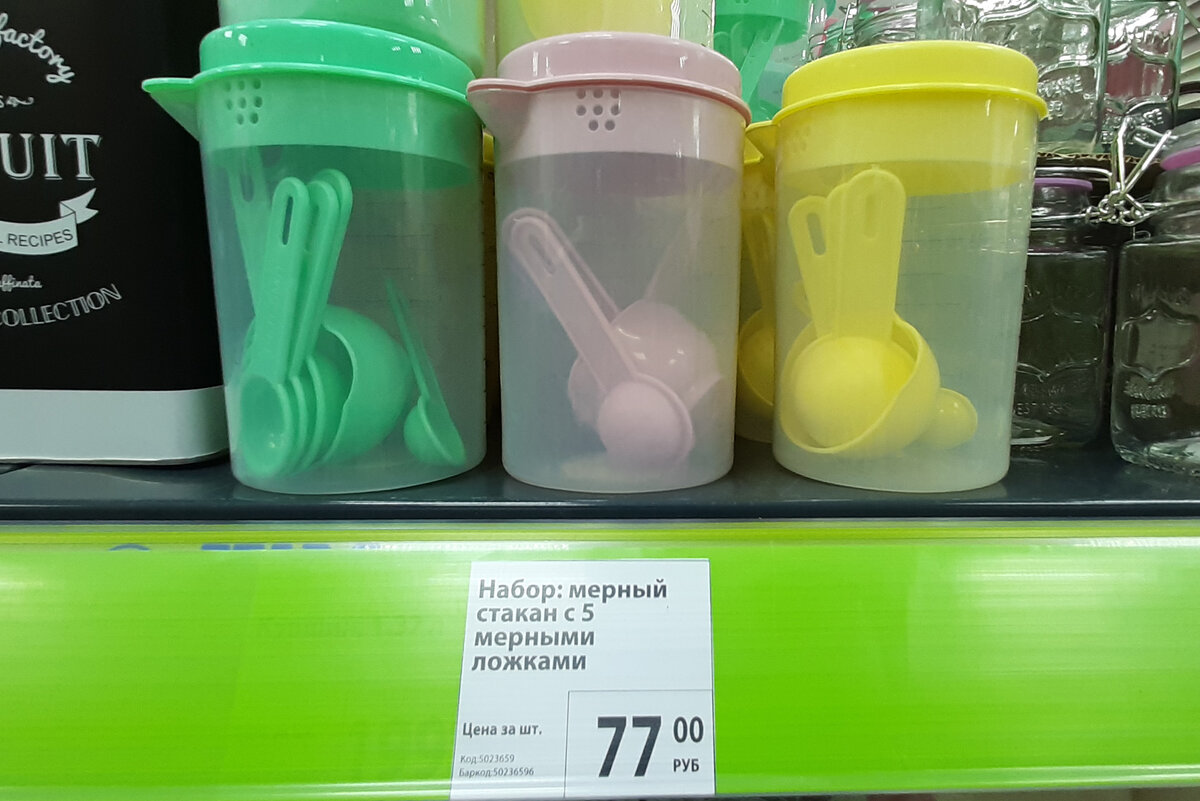 factory
UIT
RECIPES
COLLECTION
Набор: мерный
стакан с 5
мерными
ложками
Цена за шт.
77 00
РУБ
Код:5023659
Баркод:50236596